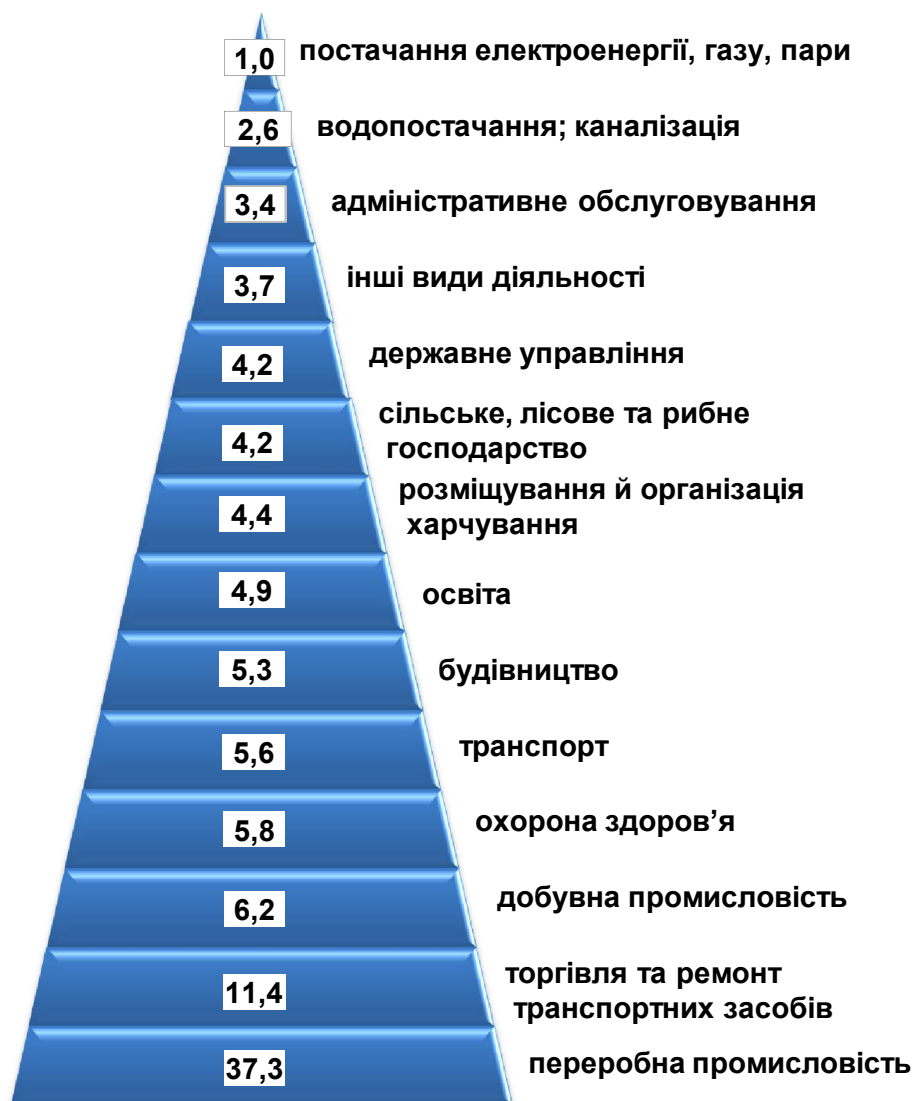 1,0 постачання електроенергії, газу, пари
2,6 водопостачання; каналізація
3,4 адміністративне обслуговування
3,7 інші види діяльності
4,2 державне управління
4,2 сільське, лісове та рибне
господарство
4,4 розміщування й організація
харчування
4,9 освіта
5,3 будівництво
5,6 транспорт
5,8 охорона здоров’я
6,2 добувна промисловість
11,4 торгівля та ремонт
транспортних засобів
37,3 переробна промисловість